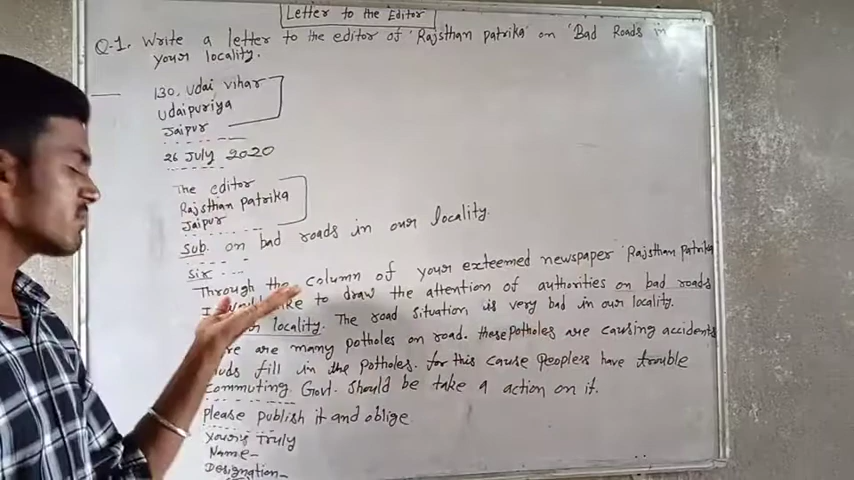 Letter to the Editor
Q-1. Write a letter to the editor of 'Rajsthan patrika' on 'Bad Roads' in
your locality.
130, Udai vihar
Udaipuriya
Jaipur
26 July 2020
The editor
Rajsthan Patrika
Jaipur
Sub. on bad roads in our locality.
Sir
Through the column of your exteemed newspaper 'Rajsthan Patrika
I like to draw the attention of authorities on bad roads
locality. The road situation is very bad in our locality.
are many potholes on road. these Potholes are causing accidents
fill in the Potholes. for this cause Peoples have trouble
Commuting. Govt. should be take a action on it.
Please publish it and oblige.
yours Truly
Name-
Designation-